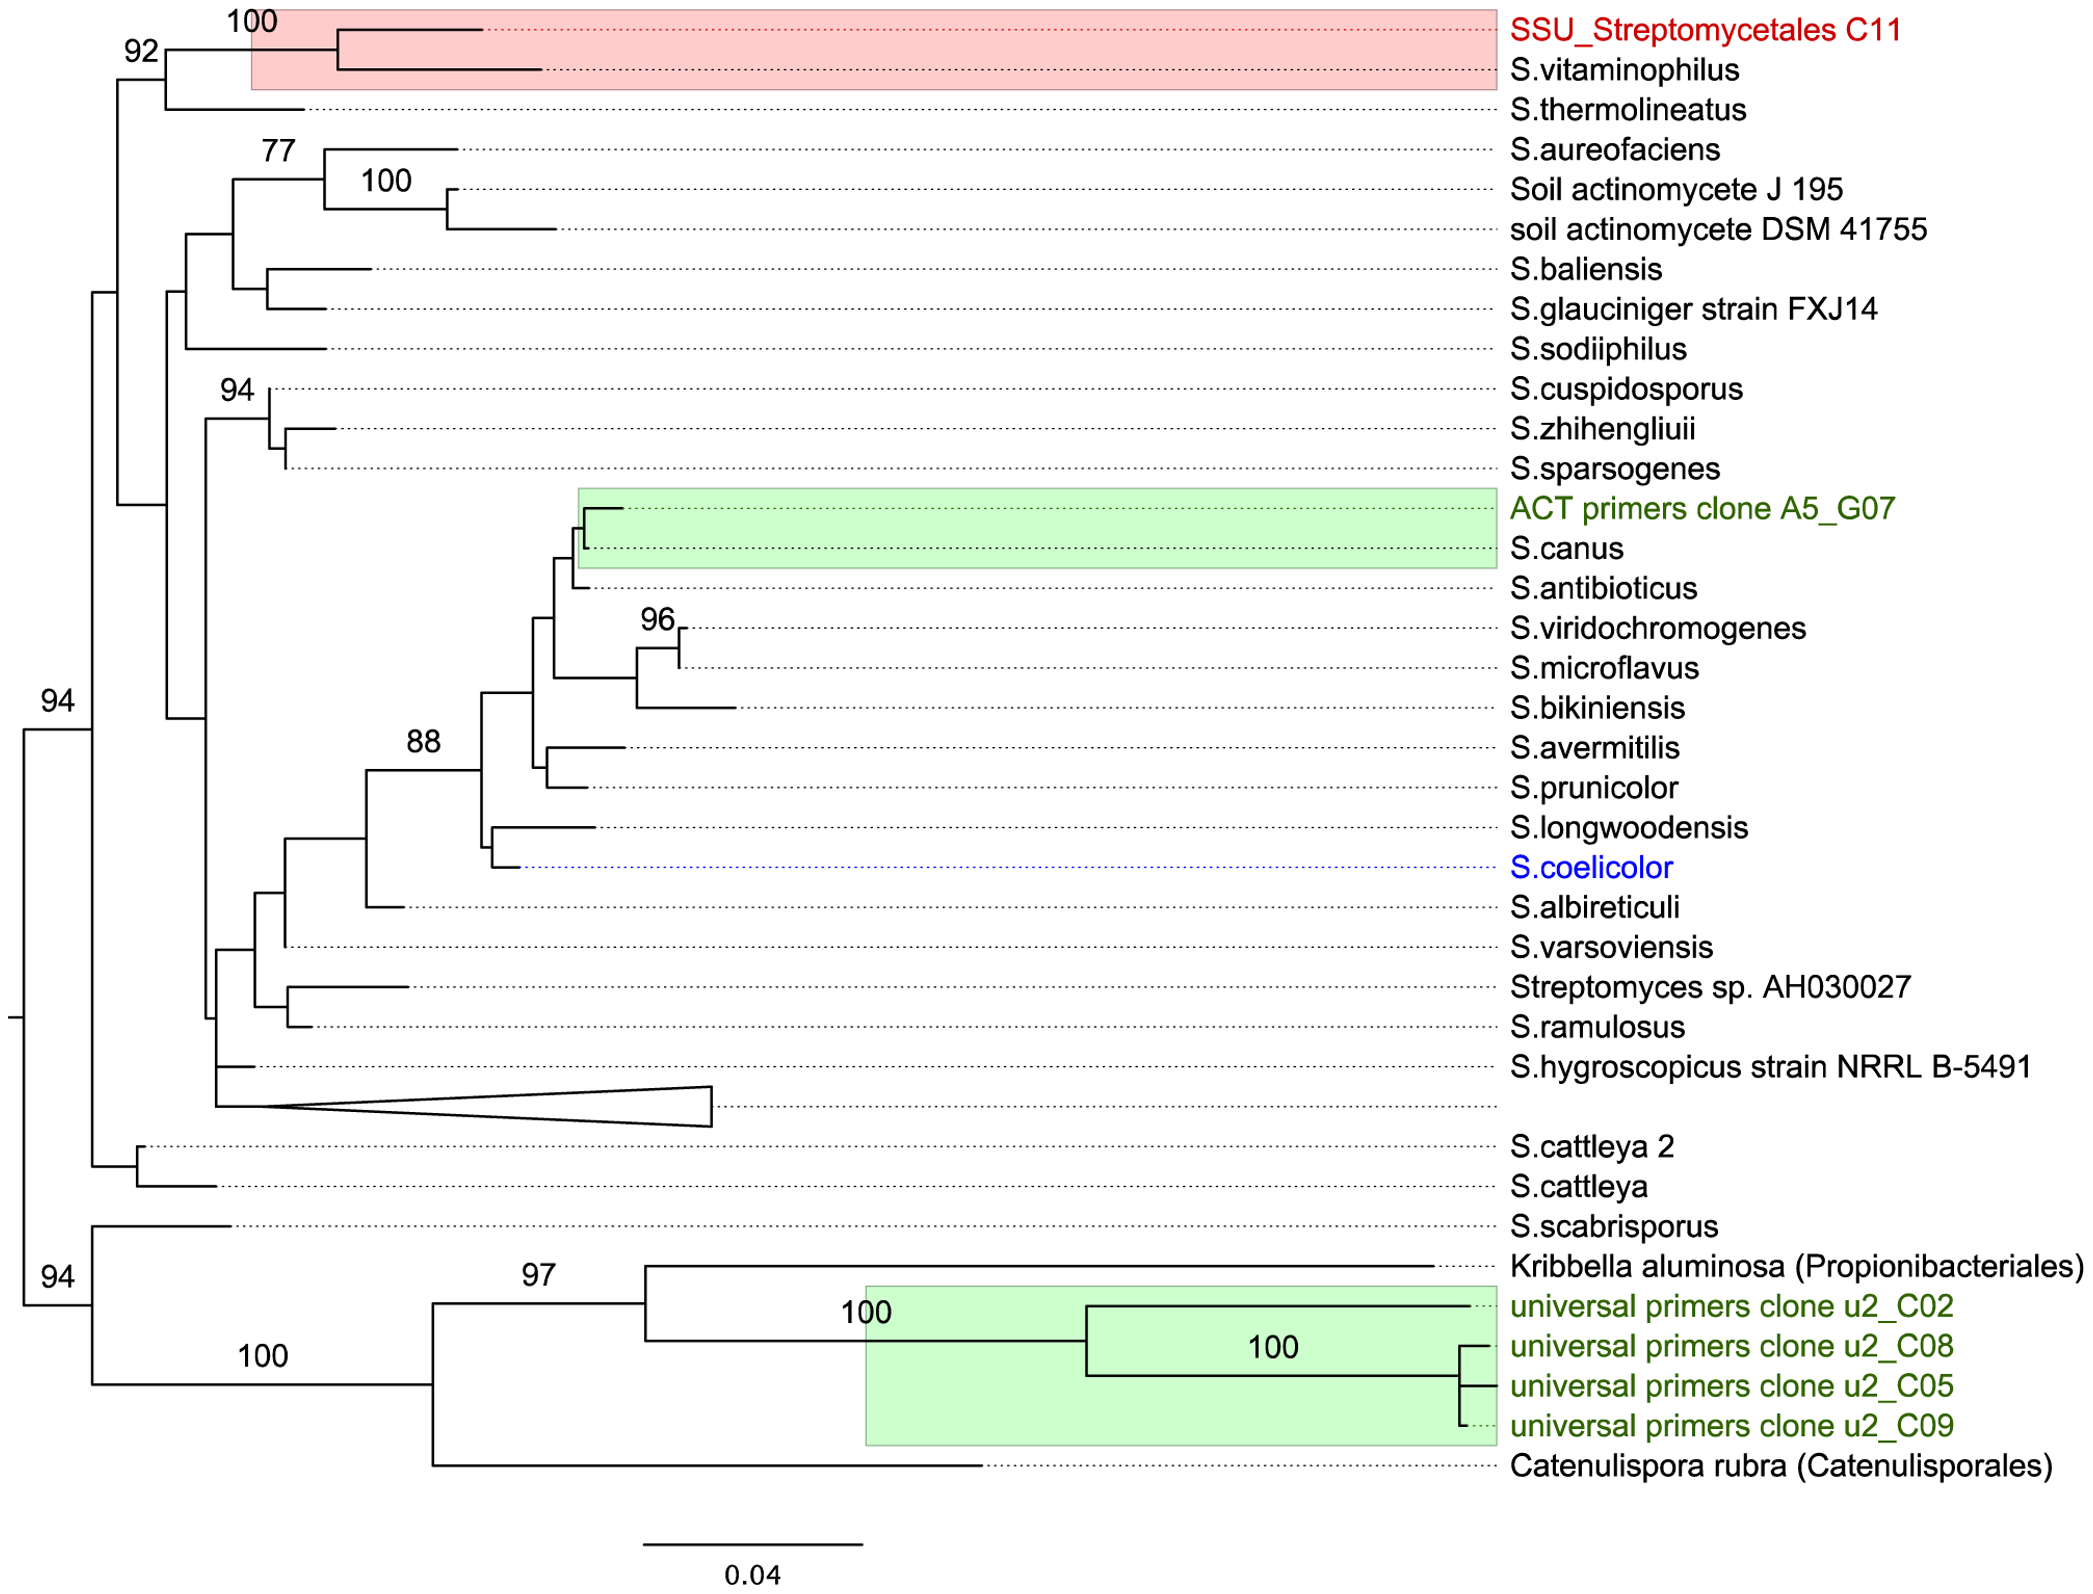 100
SSU_Streptomycetales C11
92
S.vitaminophilus
S.thermolineatus
77
S.aureofaciens
100
Soil actinomycete J 195
soil actinomycete DSM 41755
S.baliensis
S.glauciniger strain FXJ14
S.sodiiphilus
94
S.cuspidosporus
S.zhihengliuii
S.sparsogenes
ACT primers clone A5_G07
S.canus
S.antibioticus
96
S.viridochromogenes
S.microflavus
94
S.bikiniensis
88
S.avermitilis
S.prunicolor
S.longwoodensis
S.coelicolor
S.albireticuli
S.varsoviensis
Streptomyces sp. AH030027
S.ramulosus
S.hygroscopicus strain NRRL B-5491
S.cattleya 2
S.cattleya
S.scabrisporus
94
97
Kribbella aluminosa (Propionibacteriales)
100
universal primers clone u2_C02
100
100
universal primers clone u2_C08
universal primers clone u2_C05
universal primers clone u2_C09
Catenulispora rubra (Catenulisporales)
0.04